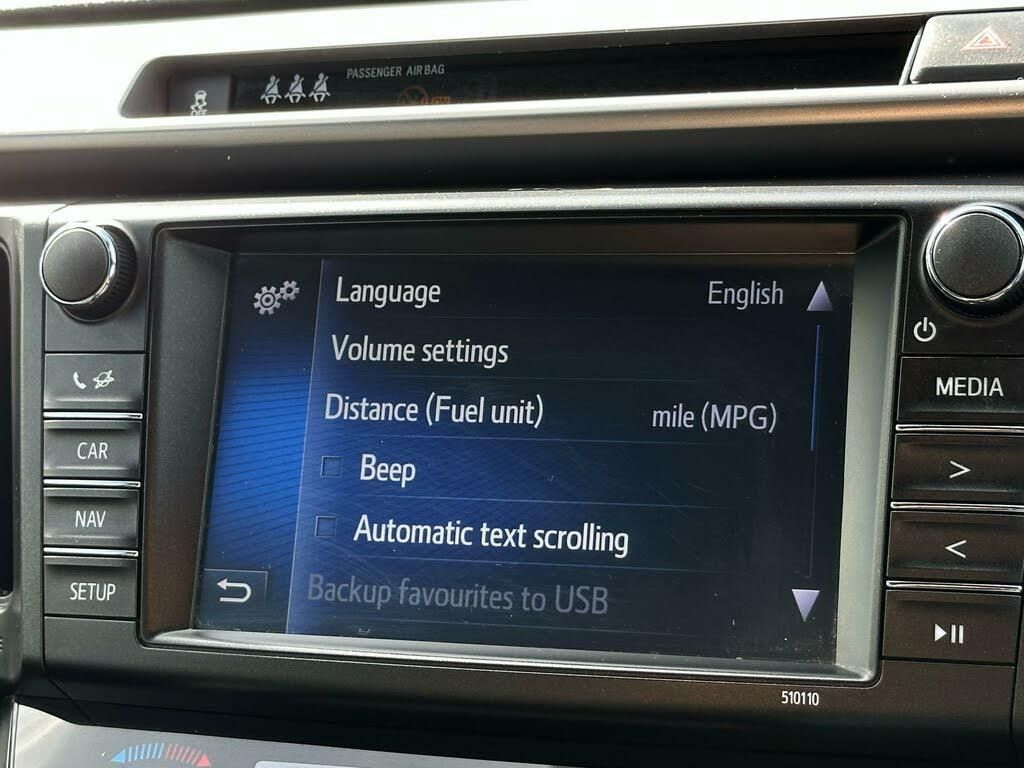 PASSENGER AIR BAG
OFF
Language English
Volume settings
Distance (Fuel unit) mile (MPG)
Beep
Automatic text scrolling
Backup favourites to USB
CAR
NAV
SETUP
MEDIA
>
<
510110